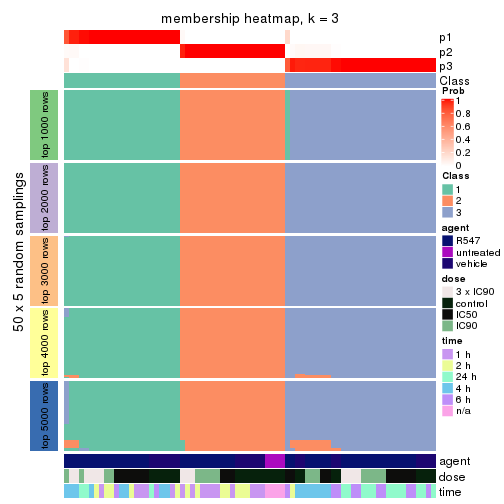 membership heatmap, k = 3
p1
p2
p3
Class
50 x 5 random samplings
top 1000 rows
top 2000 rows
top 3000 rows
top 4000 rows
top 5000 rows
agent
dose
time
Prob
1
0.8
0.6
0.4
0.2
0
Class
1
2
3
agent
R547
untreated
vehicle
dose
3 x IC90
control
IC50
IC90
time
1 h
2 h
24 h
4 h
6 h
n/a